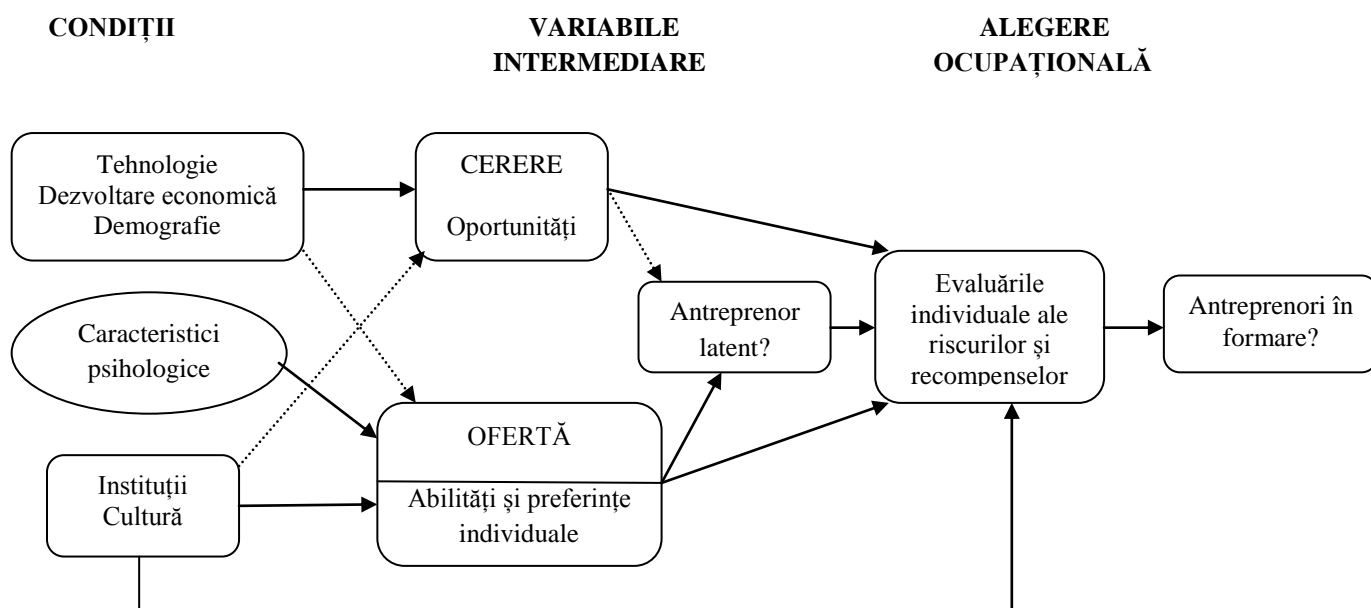 CONDIȚII
VARIABILE
INTERMEDIARE
ALEGERE
OCUPAȚIONALĂ
Tehnologie
Dezvoltare economică
Demografie
CERERE
Oportunități
Caracteristici
psihologice
Antreprenor
latent?
Evaluările
individuale ale
riscurilor și
recompenselor
Antreprenori în
formare?
OFERTĂ
Abilități și preferințe
individuale
Instituții
Cultură